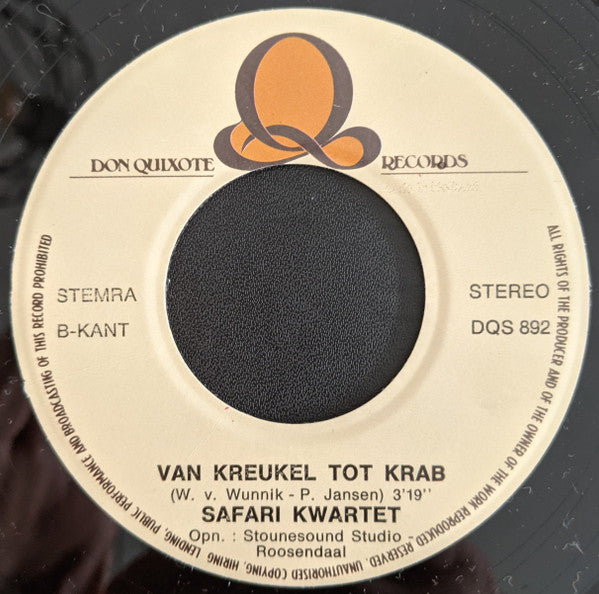 DON QUIXOTE RECORDS
STEMRA
B-KANT
STEREO
DQS 892
VAN KREUKEL TOT KRAB
(W. v. Wunnik - P. Jansen) 3'19''
SAFARI KWARTET
Opn. : Stounesound Studio
Roosendaal
ALL RIGHTS OF THE PRODUCER AND OF THE OWNER OF THE WORK REPRODUCED, RESERVED. UNAUTHORISED COPYING, HIRING, LENDING, PUBLIC PERFORMANCE AND BROADCASTING OF THIS RECORD PROHIBITED